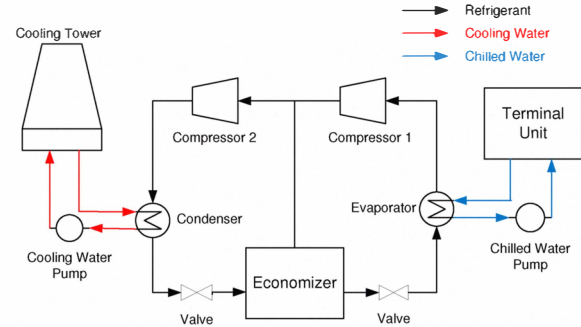 Refrigerant
Cooling Water
Chilled Water
Cooling Tower
Compressor 2
Compressor 1
Terminal
Unit
Condenser
Evaporator
Cooling Water
Pump
Chilled Water
Pump
Economizer
Valve
Valve